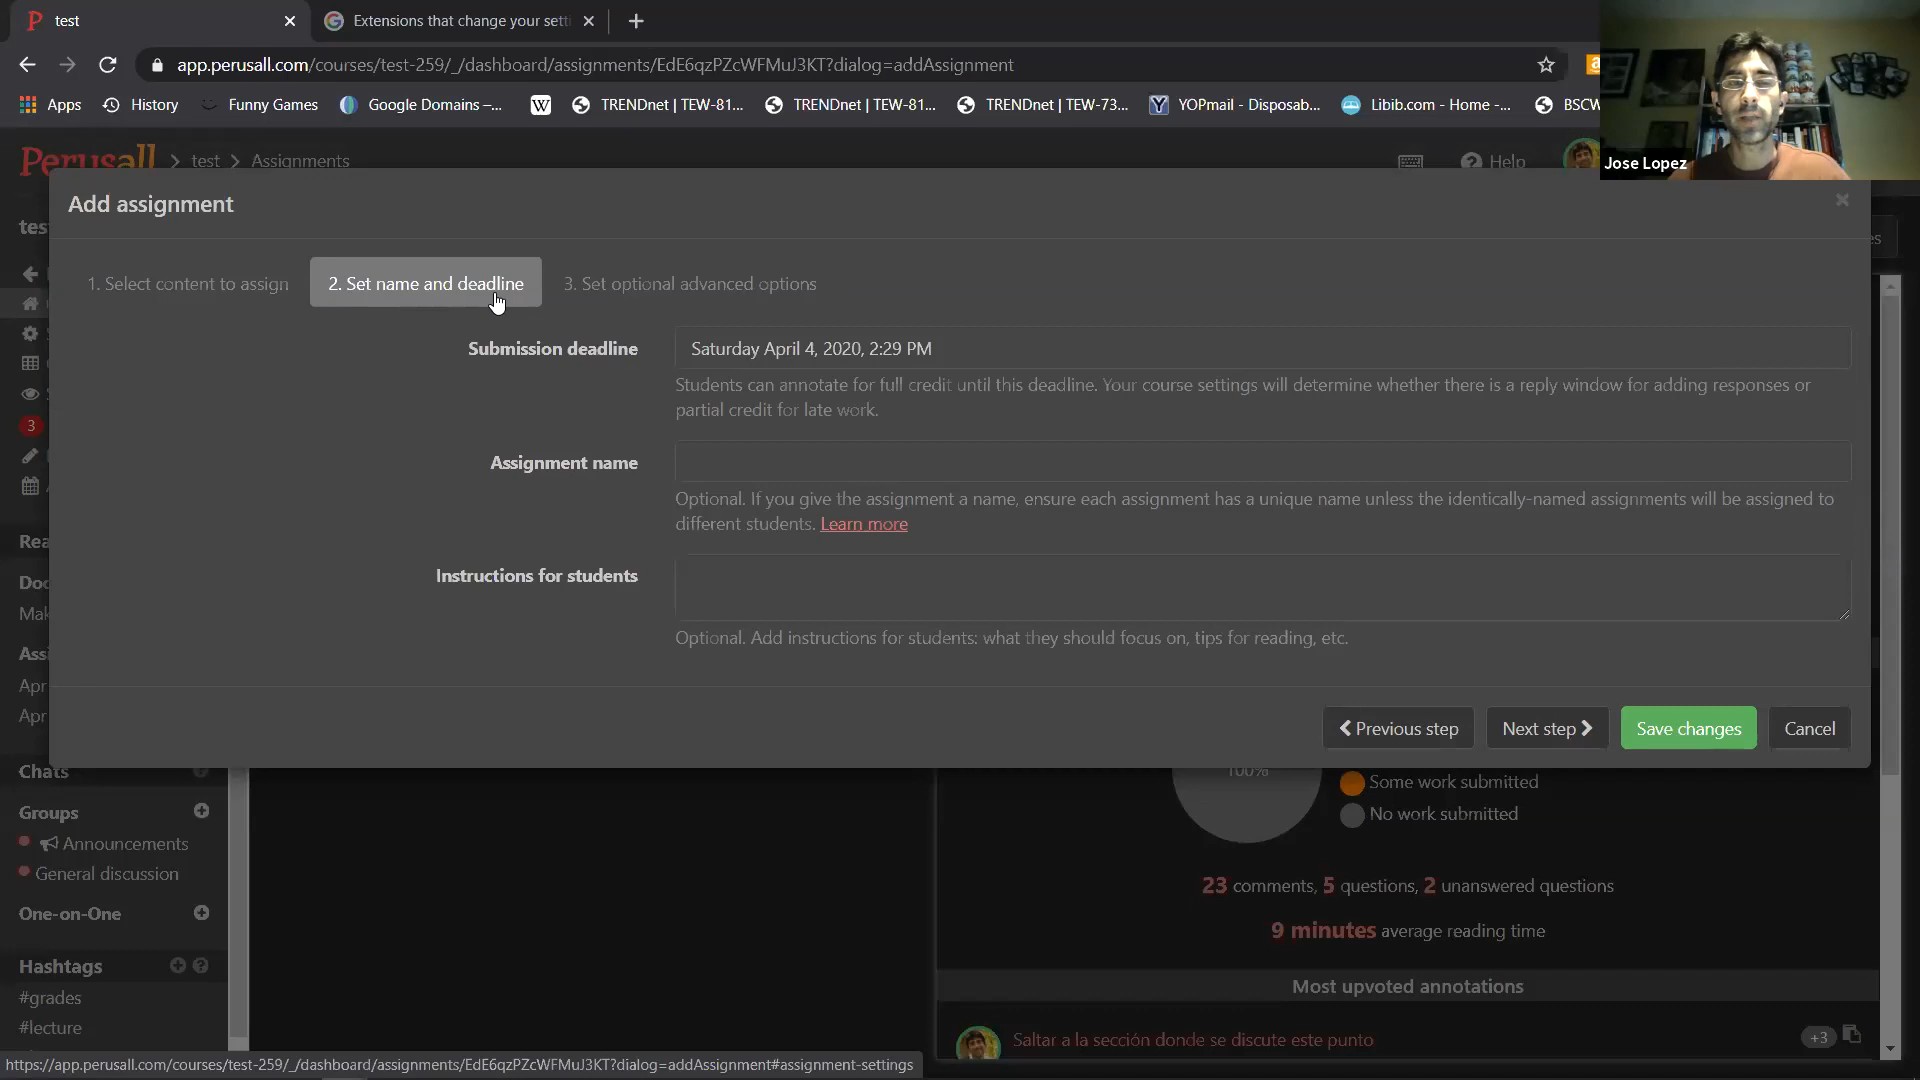 test
Extensions that change your sett
app.perusall.com/courses/test-259/_/dashboard/assignments/EdE6qzPZcWFMuJ3KT?dialog=addAssignment
Apps
History
Funny Games
Google Domains –...
W
TRENDnet | TEW-81...
TRENDnet | TEW-81...
TRENDnet | TEW-73...
YOPmail - Disposab...
Libib.com - Home -...
BSCW
Jose Lopez
Perusall > test > Assignments
Help
Add assignment
1. Select content to assign
2. Set name and deadline
3. Set optional advanced options
Submission deadline
Saturday April 4, 2020, 2:29 PM
Students can annotate for full credit until this deadline. Your course settings will determine whether there is a reply window for adding responses or
partial credit for late work.
Assignment name
Optional. If you give the assignment a name, ensure each assignment has a unique name unless the identically-named assignments will be assigned to
different students. Learn more
Instructions for students
Optional. Add instructions for students: what they should focus on, tips for reading, etc.
Previous step
Next step
Save changes
Cancel
tes
3
Rea
Doc
Mak
Assi
Apr
Apr
Chats
Groups
Announcements
General discussion
One-on-One
Hashtags
#grades
#lecture
100%
Some work submitted
No work submitted
23 comments, 5 questions, 2 unanswered questions
9 minutes average reading time
Most upvoted annotations
Saltar a la sección donde se discute este punto
+3
https://app.perusall.com/courses/test-259/_/dashboard/assignments/EdE6qzPZcWFMuJ3KT?dialog=addAssignment#assignment-settings